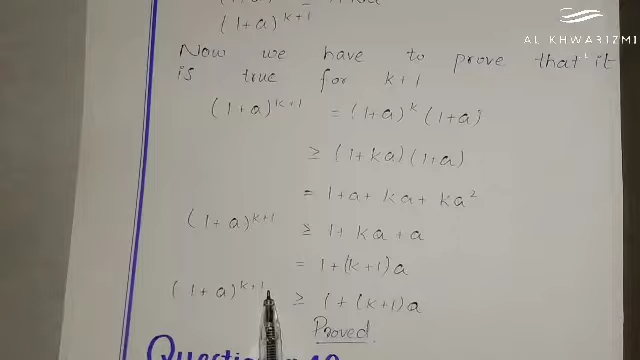 (1+a)^{k+1}
AL KHWARIZMI
Now we have to prove that it
is true for k+1
(1+a)^{k+1} = (1+a)^k (1+a)
≥ (1+ka)(1+a)
= 1+a+ka+ka²
(1+a)^{k+1} ≥ 1+ka+a
= 1+(k+1)a
(1+a)^{k+1} ≥ 1+(k+1)a
Proved